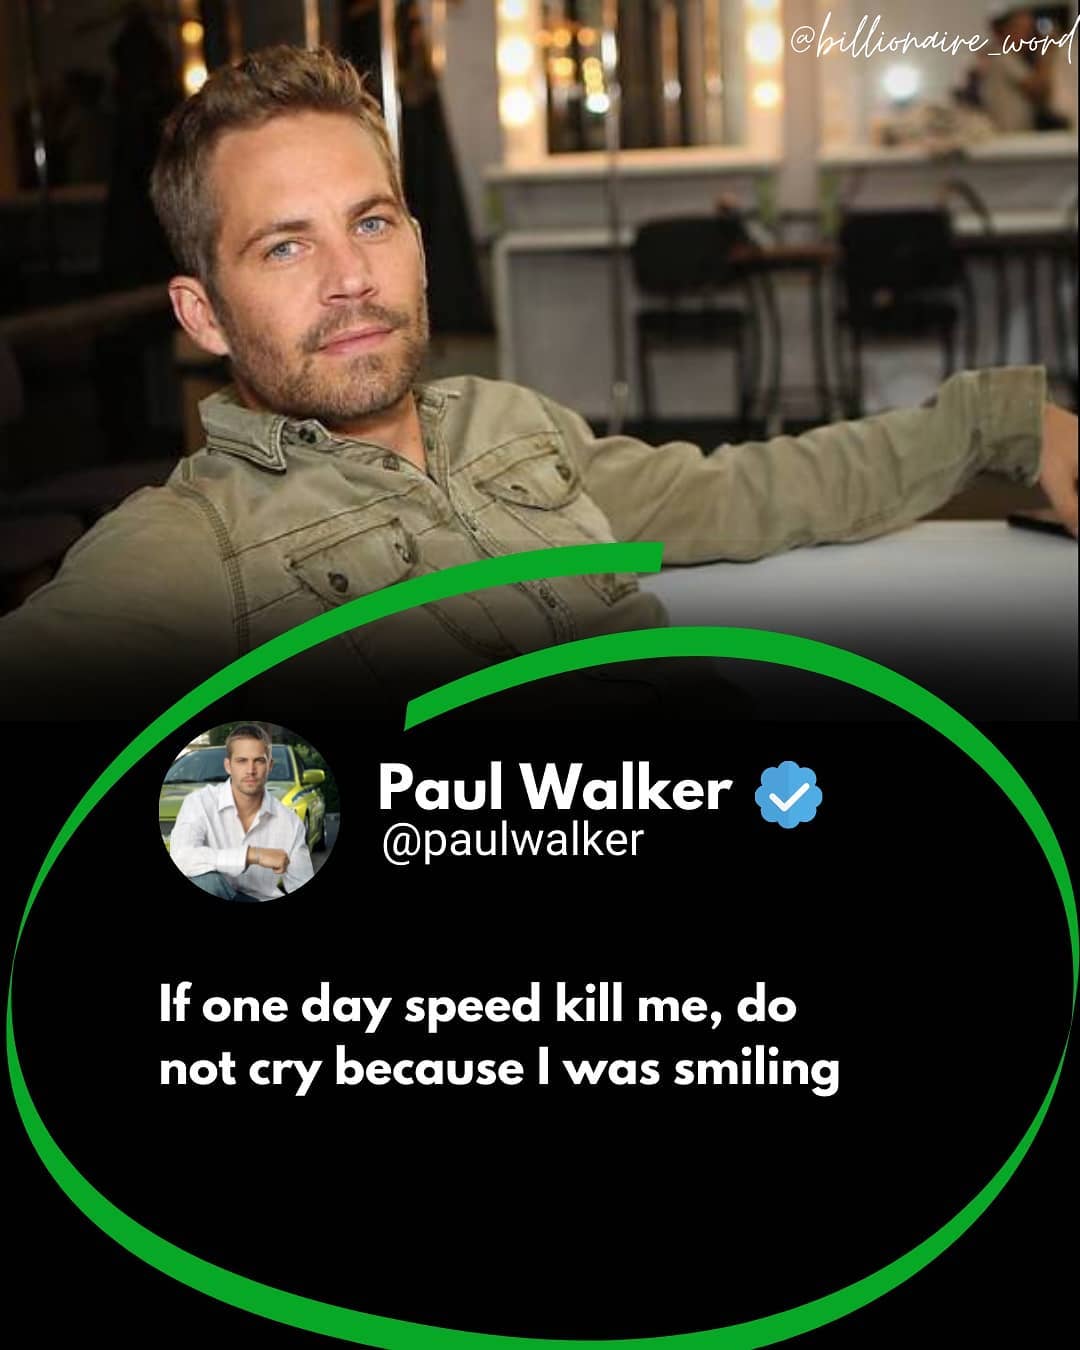 @billionaire_word
Paul Walker
@paulwalker
If one day speed kill me, do
not cry because I was smiling